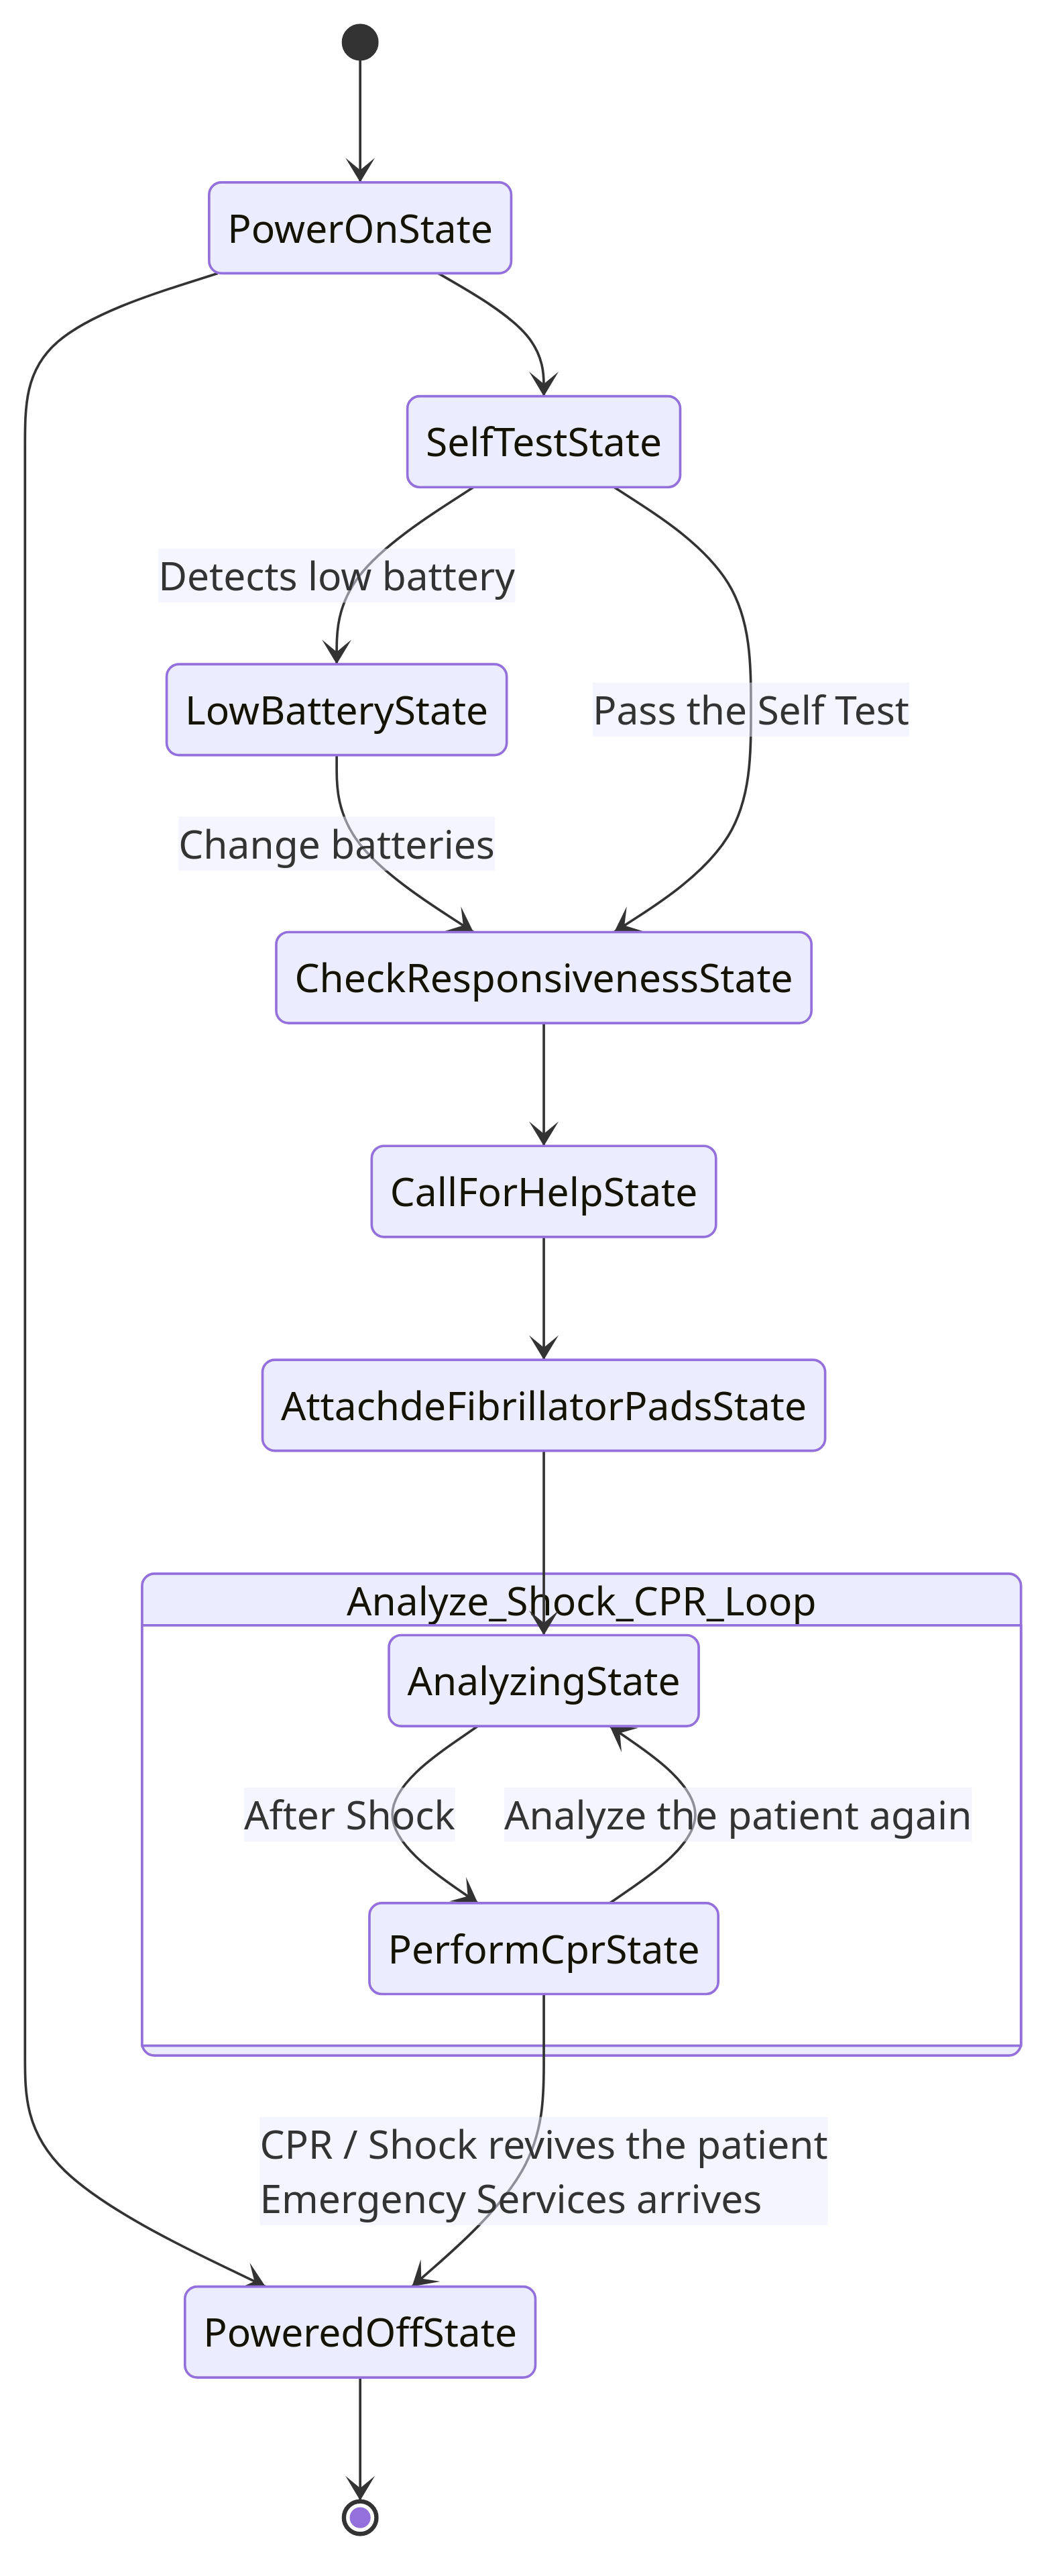 PowerOnState
SelfTestState
Detects low battery
LowBatteryState
Pass the Self Test
Change batteries
CheckResponsivenessState
CallForHelpState
AttachdeFibrillatorPadsState
Analyze_Shock_CPR_Loop
AnalyzingState
After Shock
Analyze the patient again
PerformCprState
CPR / Shock revives the patient
Emergency Services arrives
PoweredOffState